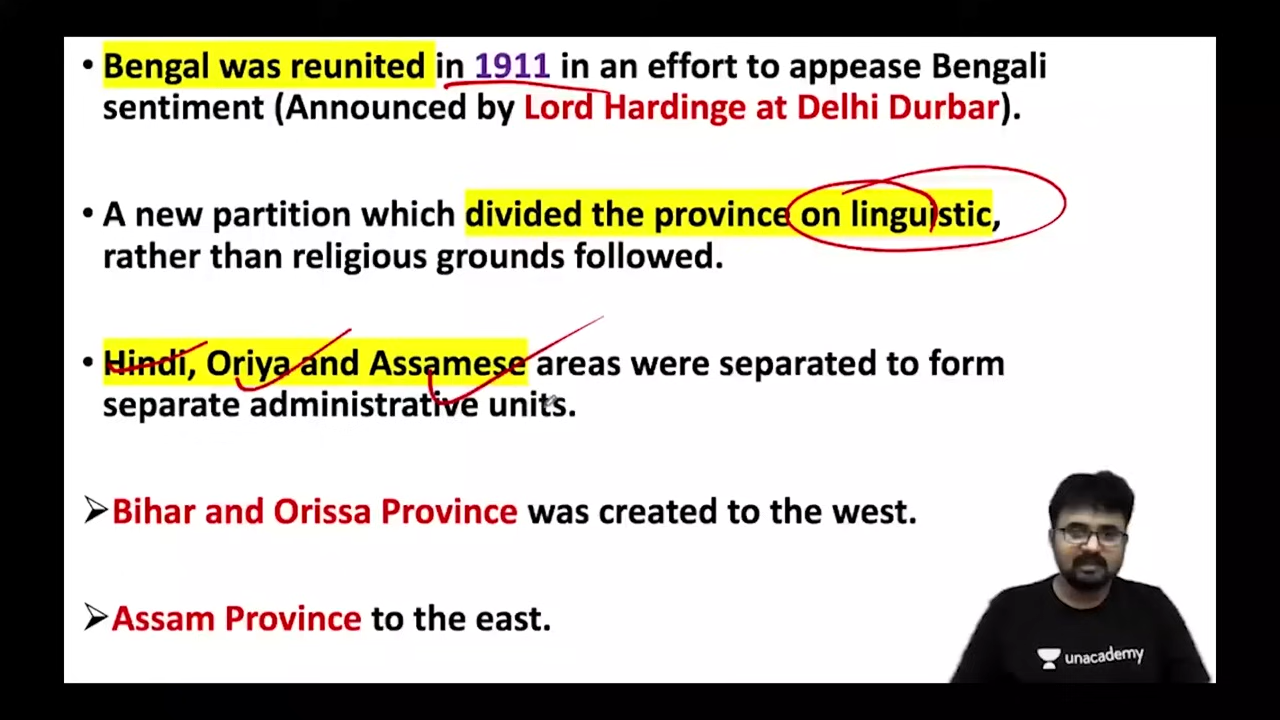 • Bengal was reunited in 1911 in an effort to appease Bengali
sentiment (Announced by Lord Hardinge at Delhi Durbar).
• A new partition which divided the province on linguistic,
rather than religious grounds followed.
• Hindi, Oriya and Assamese areas were separated to form
separate administrative units.
➢Bihar and Orissa Province was created to the west.
➢Assam Province to the east.
unacademy